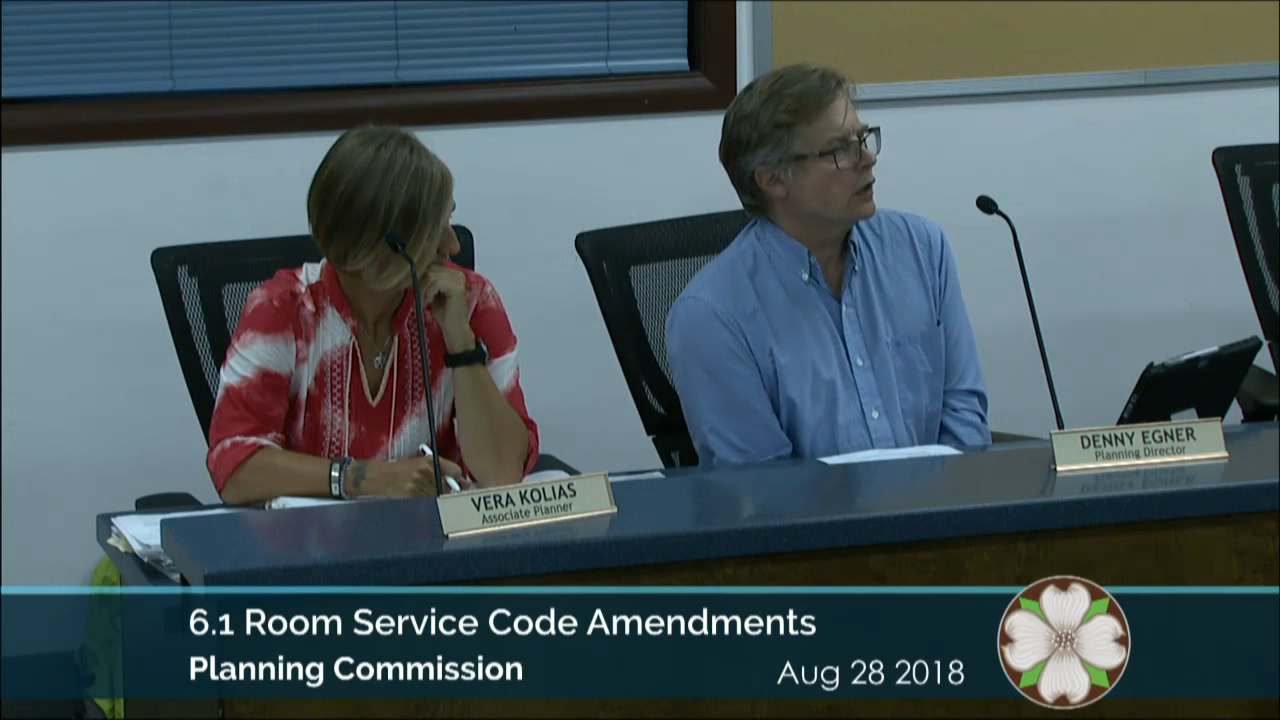 DENNY EGNER
Planning Director
VERA KOLIAS
Associate Planner
6.1 Room Service Code Amendments
Planning Commission
Aug 28 2018